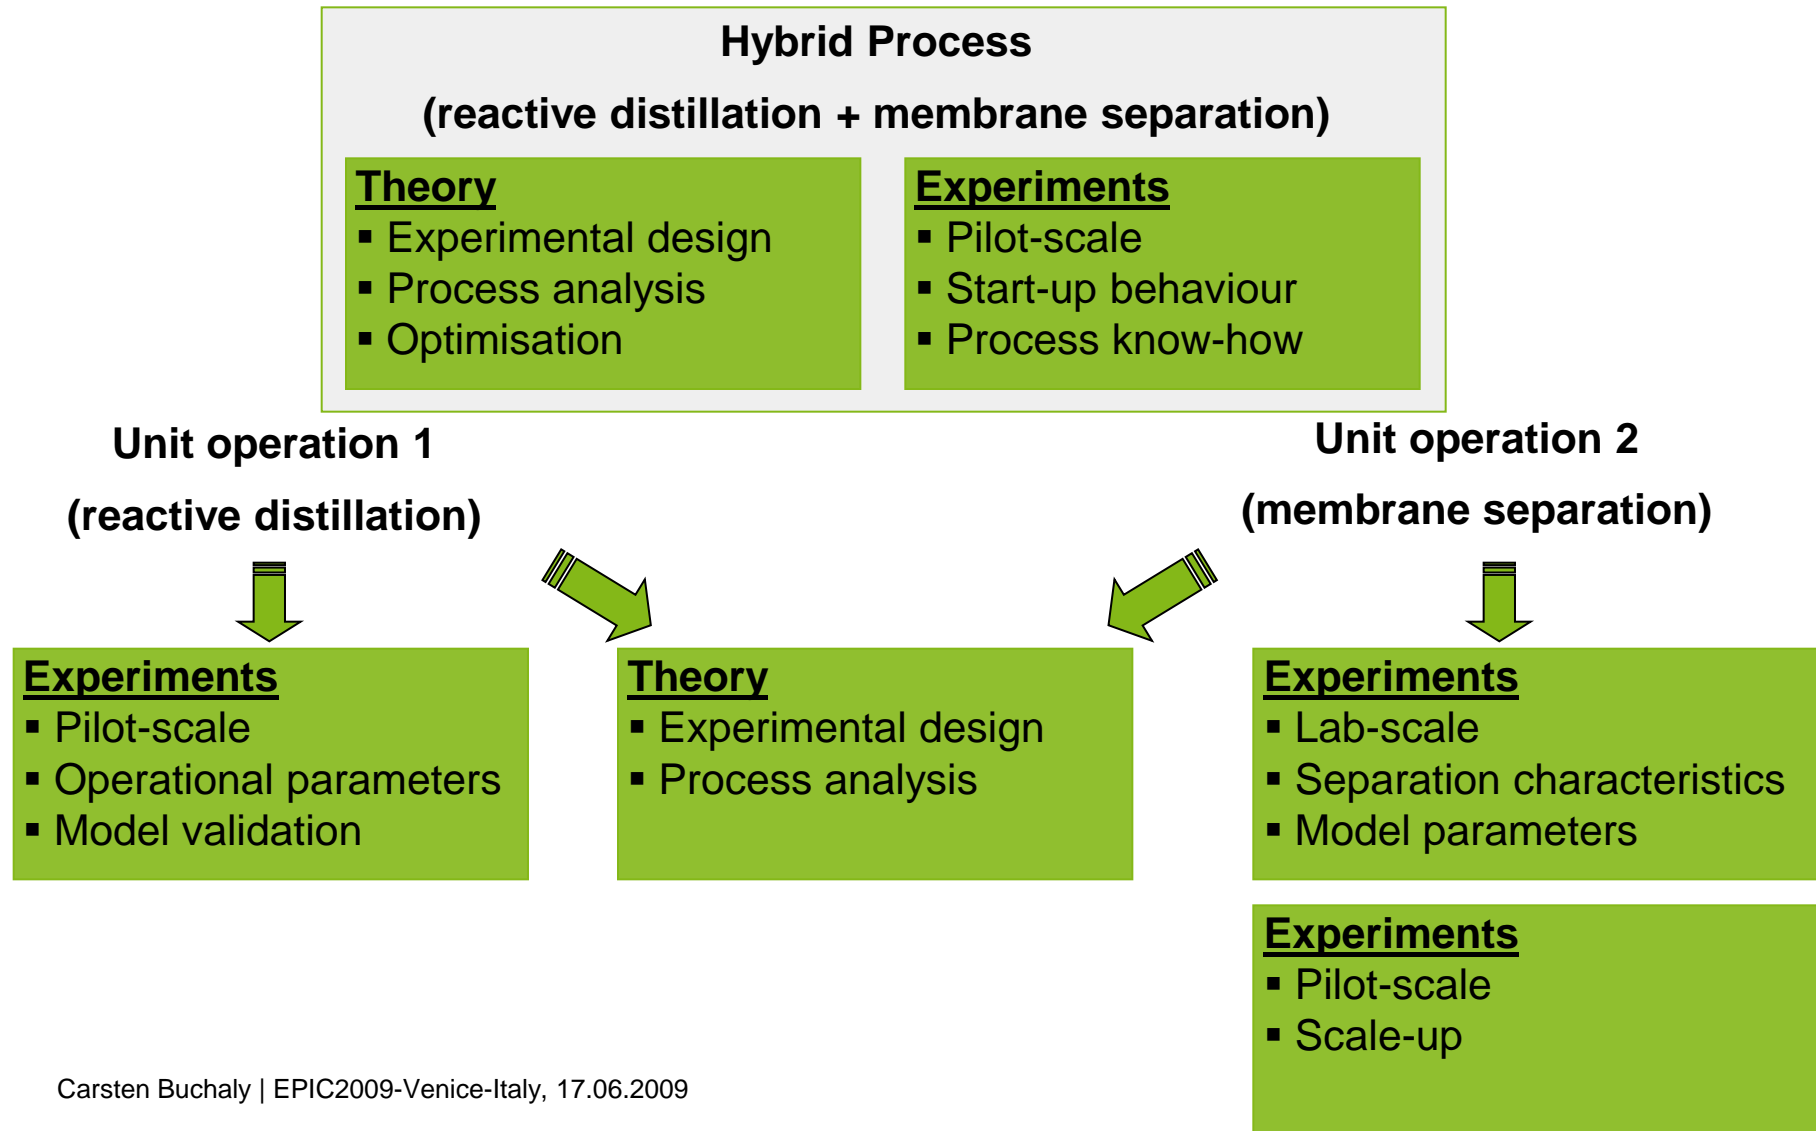 Hybrid Process
(reactive distillation + membrane separation)
Theory
▪ Experimental design
▪ Process analysis
▪ Optimisation
Experiments
▪ Pilot-scale
▪ Start-up behaviour
▪ Process know-how
Unit operation 1
(reactive distillation)
Unit operation 2
(membrane separation)
Experiments
▪ Pilot-scale
▪ Operational parameters
▪ Model validation
Theory
▪ Experimental design
▪ Process analysis
Experiments
▪ Lab-scale
▪ Separation characteristics
▪ Model parameters
Experiments
▪ Pilot-scale
▪ Scale-up
Carsten Buchaly | EPIC2009-Venice-Italy, 17.06.2009